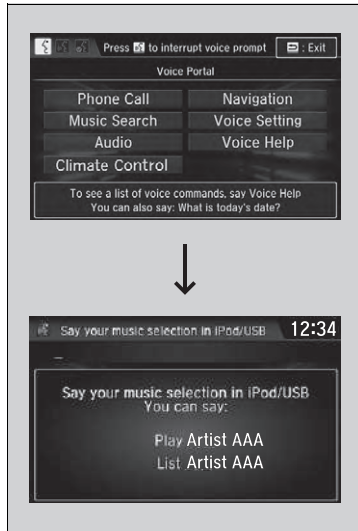 Press to interrupt voice prompt : Exit
Voice Portal
Phone Call Navigation
Music Search Voice Setting
Audio Voice Help
Climate Control
To see a list of voice commands, say Voice Help
You can also say: What is today's date?
Say your music selection in iPod/USB 12:34
Say your music selection in iPod/USB
You can say:
Play Artist AAA
List Artist AAA